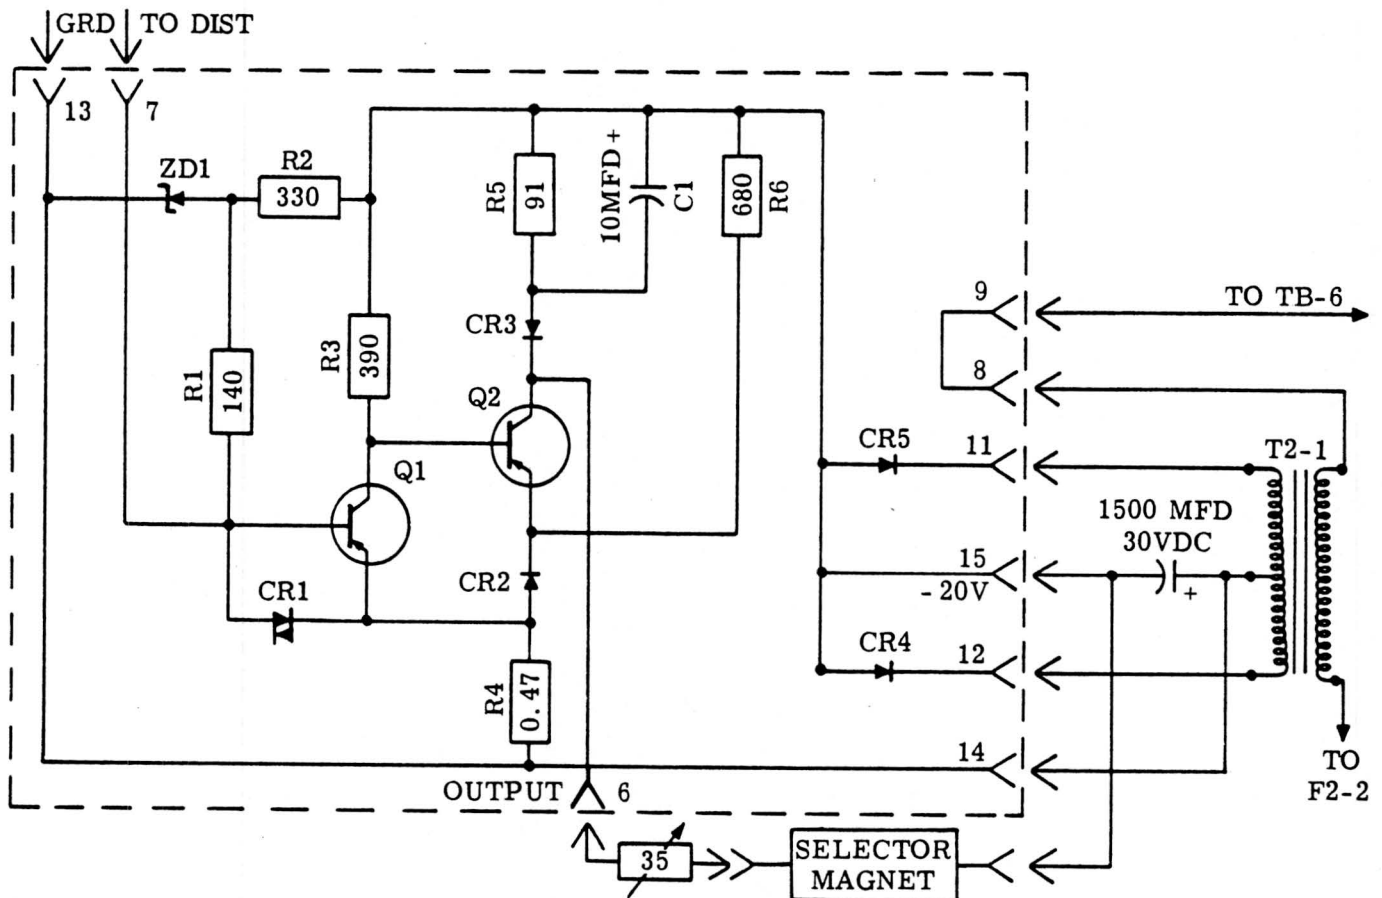 GRD TO DIST
13 7
ZD1
R2
330
R1
140
R3
390
R5
91
10MFD+
C1
680
R6
CR3
Q2
Q1
CR1
CR2
R4
0.47
OUTPUT 6
9
TO TB-6
8
CR5
11
T2-1
1500 MFD
30VDC
+
15
-20V
CR4
12
14
TO
F2-2
35
SELECTOR
MAGNET